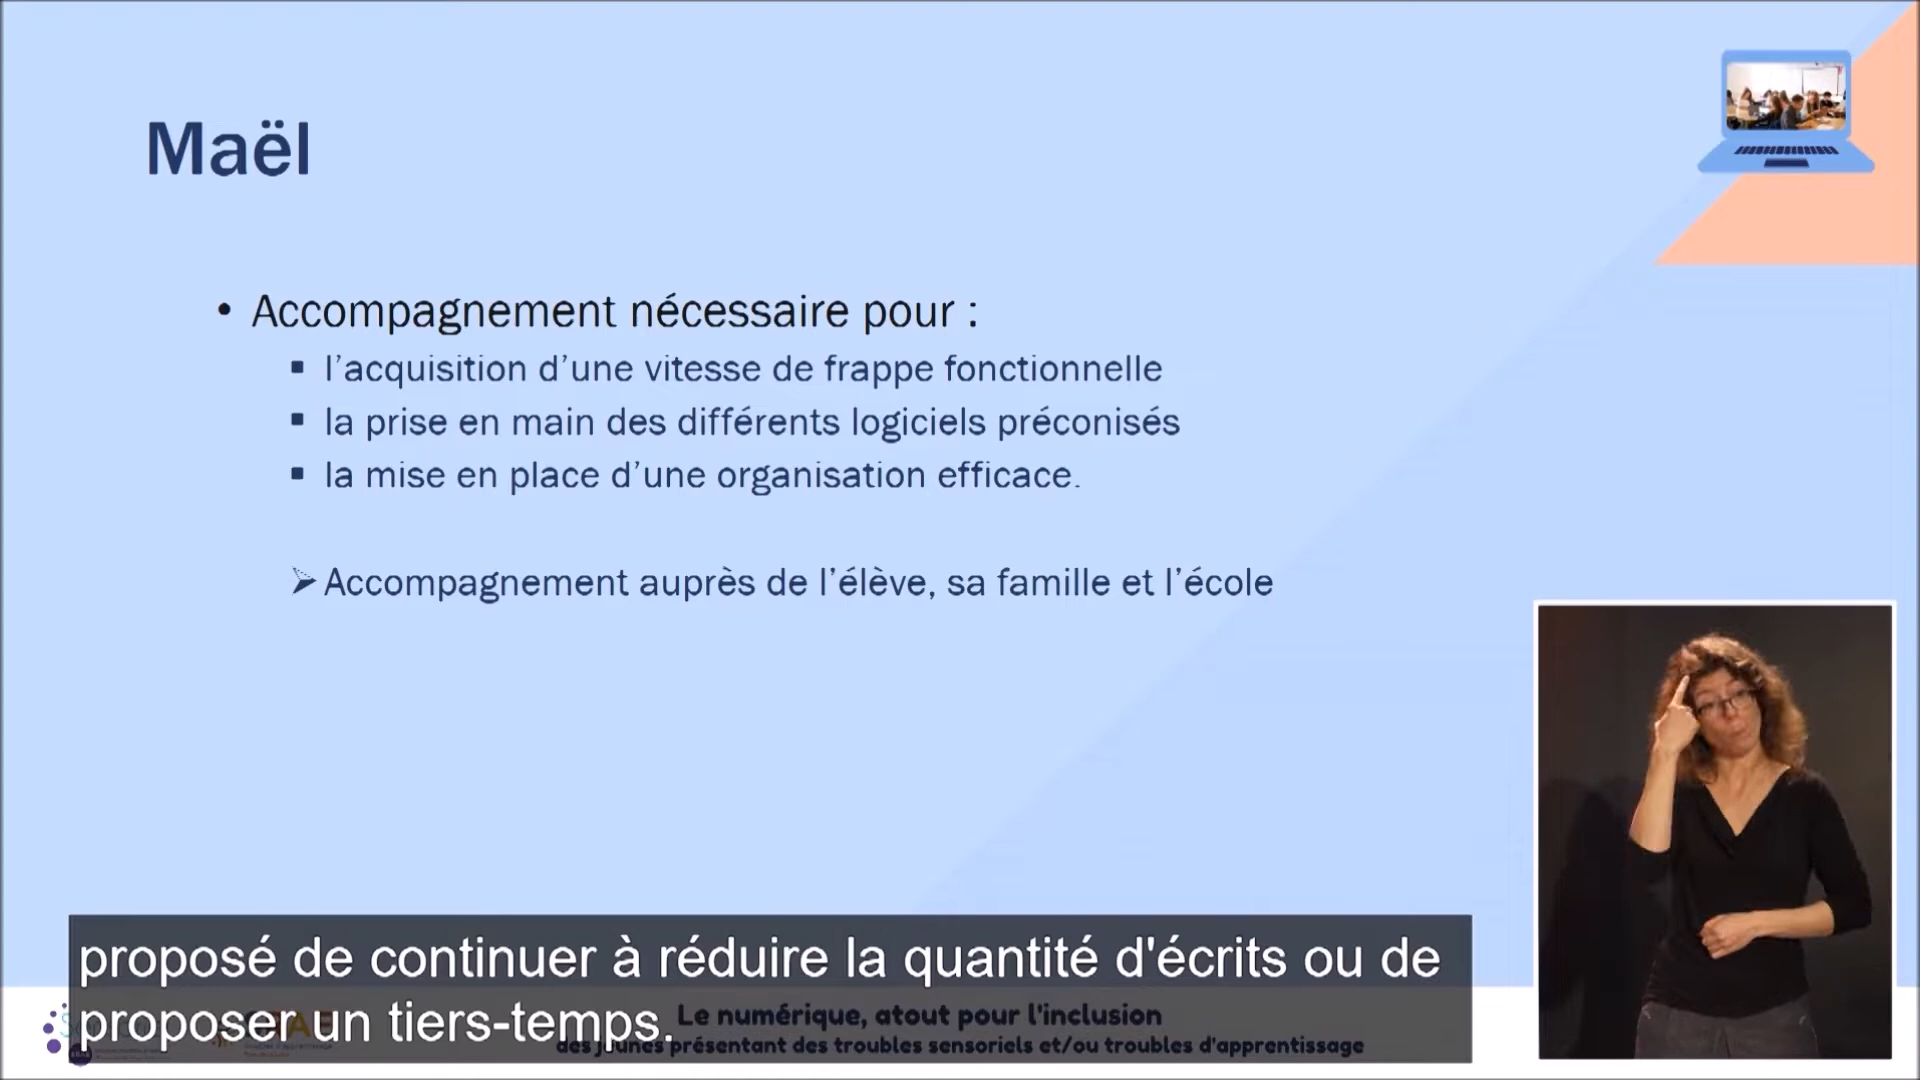 Maël
• Accompagnement nécessaire pour :
▪ l’acquisition d’une vitesse de frappe fonctionnelle
▪ la prise en main des différents logiciels préconisés
▪ la mise en place d’une organisation efficace.
➢ Accompagnement auprès de l’élève, sa famille et l’école
proposé de continuer à réduire la quantité d'écrits ou de
proposer un tiers-temps.
Le numérique, atout pour l'inclusion
des jeunes présentant des troubles sensoriels et/ou troubles d'apprentissage